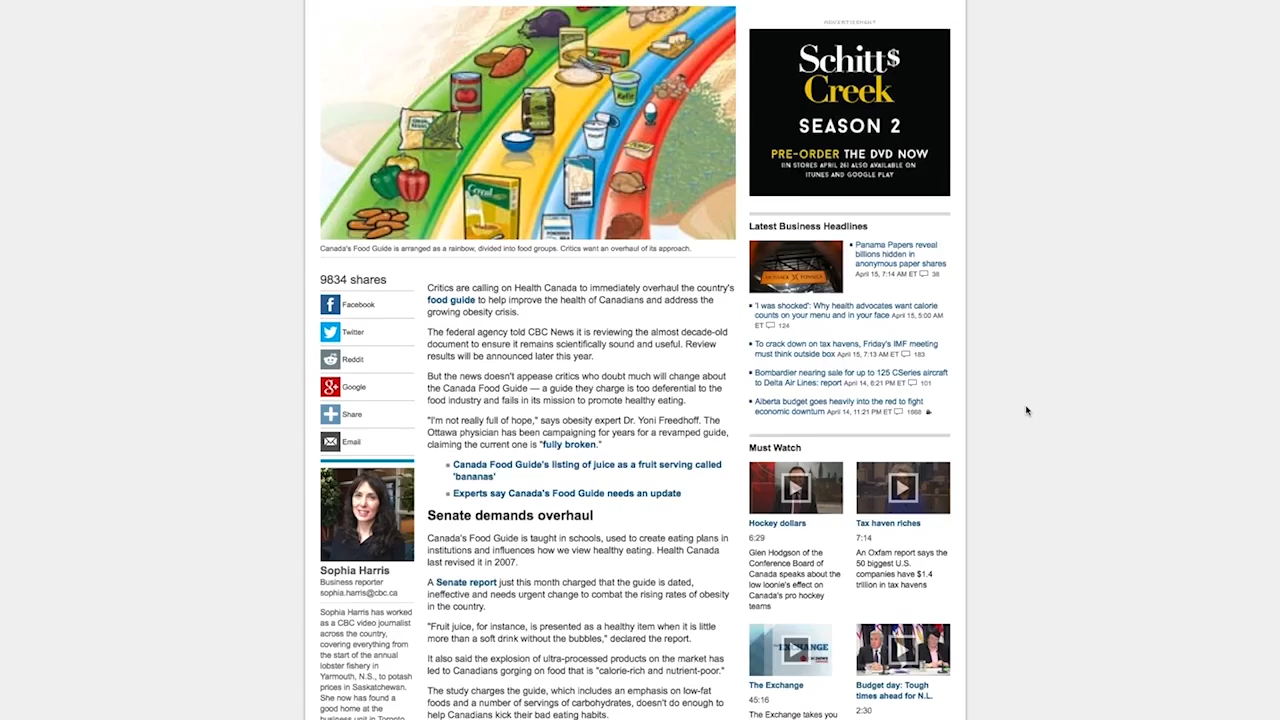 ADVERTISEMENT
Schitt$
Creek
SEASON 2
PRE-ORDER THE DVD NOW
(IN STORES APRIL 26) ALSO AVAILABLE ON
ITUNES AND GOOGLE PLAY
Cereal
Canada's Food Guide is arranged as a rainbow, divided into food groups. Critics want an overhaul of its approach.
9834 shares
Facebook
Twitter
Reddit
Google
Share
Email
Sophia Harris
Business reporter
sophia.harris@cbc.ca
Sophia Harris has worked
as a CBC video journalist
across the country,
covering everything from
the start of the annual
lobster fishery in
Yarmouth, N.S., to potash
prices in Saskatchewan.
She now has found a
good home at the
business unit in Toronto.
Critics are calling on Health Canada to immediately overhaul the country's
food guide to help improve the health of Canadians and address the
growing obesity crisis.
The federal agency told CBC News it is reviewing the almost decade-old
document to ensure it remains scientifically sound and useful. Review
results will be announced later this year.
But the news doesn't appease critics who doubt much will change about
the Canada Food Guide — a guide they charge is too deferential to the
food industry and fails in its mission to promote healthy eating.
"I'm not really full of hope," says obesity expert Dr. Yoni Freedhoff. The
Ottawa physician has been campaigning for years for a revamped guide,
claiming the current one is "fully broken."
Canada Food Guide's listing of juice as a fruit serving called
'bananas'
Experts say Canada's Food Guide needs an update
Senate demands overhaul
Canada's Food Guide is taught in schools, used to create eating plans in
institutions and influences how we view healthy eating. Health Canada
last revised it in 2007.
A Senate report just this month charged that the guide is dated,
ineffective and needs urgent change to combat the rising rates of obesity
in the country.
"Fruit juice, for instance, is presented as a healthy item when it is little
more than a soft drink without the bubbles," declared the report.
It also said the explosion of ultra-processed products on the market has
led to Canadians gorging on food that is "calorie-rich and nutrient-poor."
The study charges the guide, which includes an emphasis on low-fat
foods and a number of servings of carbohydrates, doesn't do enough to
help Canadians kick their bad eating habits.
Latest Business Headlines
Panama Papers reveal
billions hidden in
anonymous paper shares
April 15, 7:14 AM ET 38
'I was shocked': Why health advocates want calorie
counts on your menu and in your face April 15, 5:00 AM
ET 124
To crack down on tax havens, Friday's IMF meeting
must think outside box April 15, 7:13 AM ET 183
Bombardier nearing sale for up to 125 CSeries aircraft
to Delta Air Lines: report April 14, 6:21 PM ET 101
Alberta budget goes heavily into the red to fight
economic downturn April 14, 11:21 PM ET 1668
Must Watch
Hockey dollars
6:29
Glen Hodgson of the
Conference Board of
Canada speaks about the
low loonie's effect on
Canada's pro hockey
teams
Tax haven riches
7:14
An Oxfam report says the
50 biggest U.S.
companies have $1.4
trillion in tax havens
The Exchange
45:16
The Exchange takes you
Budget day: Tough
times ahead for N.L.
2:30